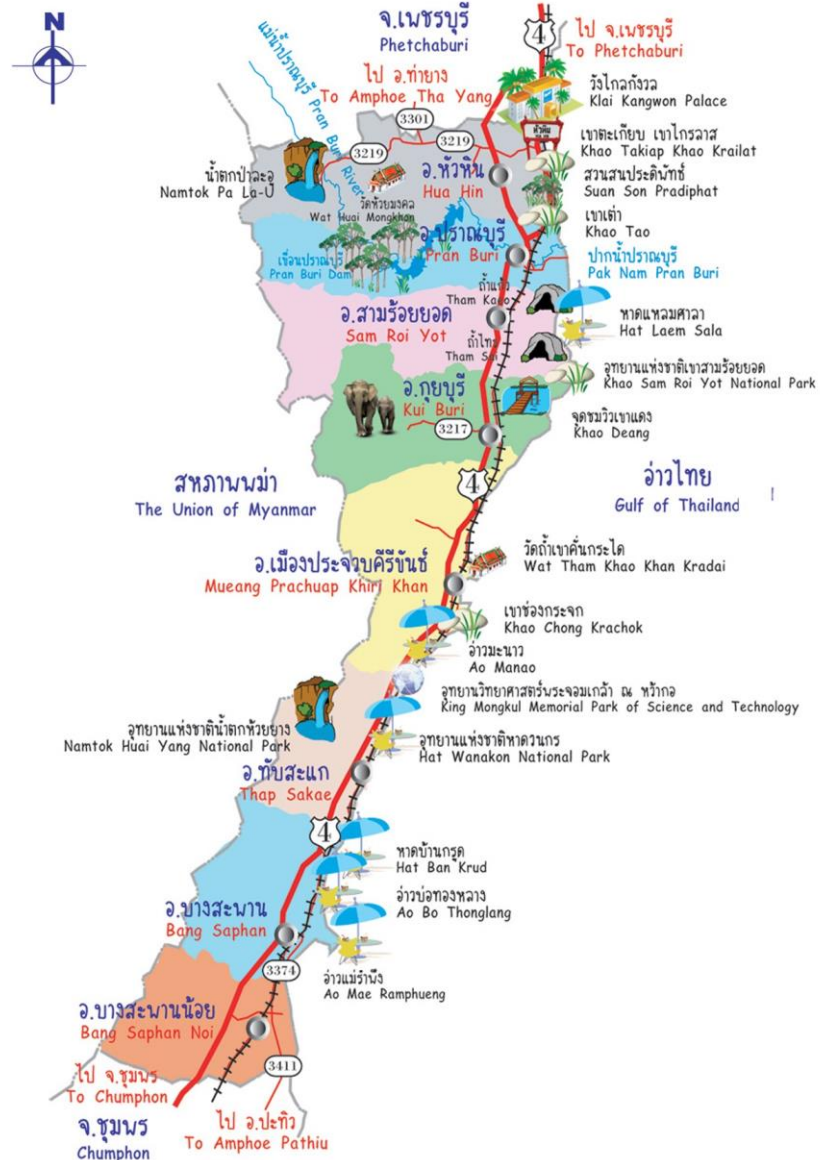 N
จ.เพชรบุรี
Phetchaburi
4
ไป จ.เพชรบุรี
To Phetchaburi
แม่น้ำปราณบุรี Pran Buri River
ไป อ.ท่ายาง
To Amphoe Tha Yang
3301
3219
3219
วังไกลกังวล
Klai Kangwon Palace
หัวหิน
น้ำตกป่าละอู
Namtok Pa La-U
วัดห้วยมงคล
Wat Huai Mongkhon
อ.หัวหิน
Hua Hin
เขาตะเกียบ เขาไกรลาส
Khao Takiap Khao Krailat
สวนสนประดิพัทธ์
Suan Son Pradiphat
เขาเต่า
Khao Tao
เขื่อนปราณบุรี
Pran Buri Dam
อ.ปราณบุรี
Pran Buri
ปากน้ำปราณบุรี
Pak Nam Pran Buri
ถ้ำแก้ว
Tham Kaeo
อ.สามร้อยยอด
Sam Roi Yot
ถ้ำไทร
Tham Sai
หาดแหลมศาลา
Hat Laem Sala
อุทยานแห่งชาติเขาสามร้อยยอด
Khao Sam Roi Yot National Park
อ.กุยบุรี
Kui Buri
3217
จุดชมวิวเขาแดง
Khao Deang
สหภาพพม่า
The Union of Myanmar
4
อ่าวไทย
Gulf of Thailand
อ.เมืองประจวบคีรีขันธ์
Mueang Prachuap Khiri Khan
วัดถ้ำเขาคั่นกระได
Wat Tham Khao Khan Kradai
เขาช่องกระจก
Khao Chong Krachok
อ่าวมะนาว
Ao Manao
อุทยานวิทยาศาสตร์พระจอมเกล้า ณ หว้ากอ
King Mongkul Memorial Park of Science and Technology
อุทยานแห่งชาติน้ำตกห้วยยาง
Namtok Huai Yang National Park
อุทยานแห่งชาติหาดวนกร
Hat Wanakon National Park
อ.ทับสะแก
Thap Sakae
4
หาดบ้านกรูด
Hat Ban Krud
อ่าวบ่อทองหลาง
Ao Bo Thonglang
อ.บางสะพาน
Bang Saphan
3374
อ่าวแม่รำพึง
Ao Mae Ramphueng
อ.บางสะพานน้อย
Bang Saphan Noi
3411
ไป จ.ชุมพร
To Chumphon
จ.ชุมพร
Chumphon
ไป อ.ปะทิว
To Amphoe Pathiu